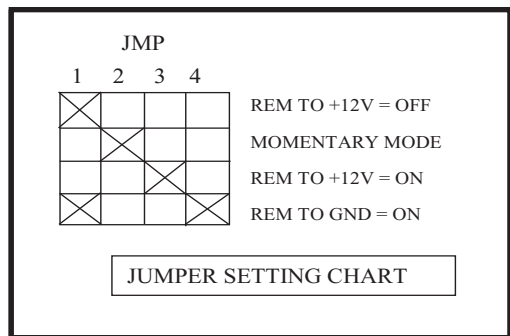 JMP
1 2 3 4
REM TO +12V = OFF
MOMENTARY MODE
REM TO +12V = ON
REM TO GND = ON
JUMPER SETTING CHART